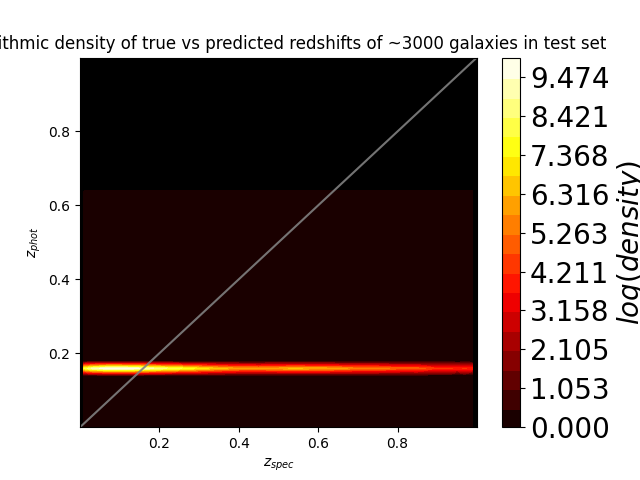 ithmic density of true vs predicted redshifts of ~3000 galaxies in test set
9.474
8.421
7.368
6.316
5.263
4.211
3.158
2.105
1.053
0.000
log(density)
0.8
0.6
0.4
0.2
z_phot
0.2 0.4 0.6 0.8
z_spec